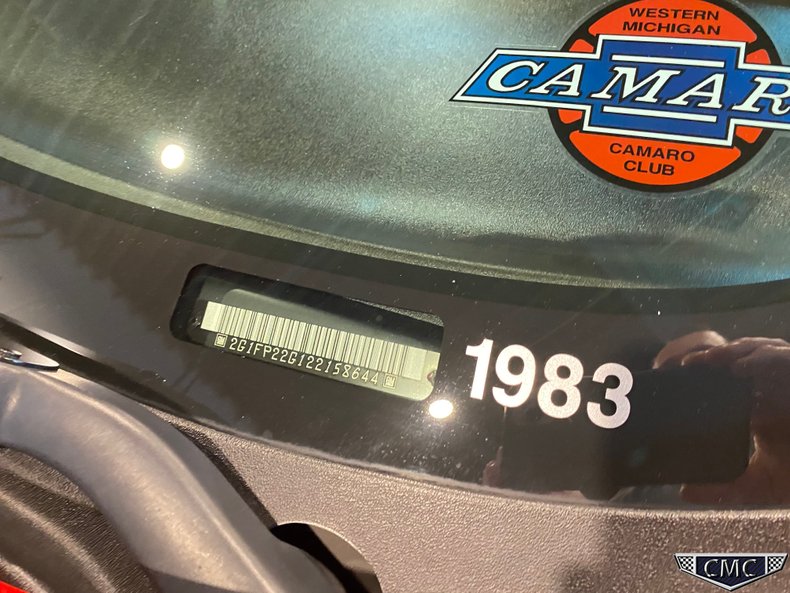 WESTERN
MICHIGAN
CAMAR
CAMARO
CLUB
2G1FP22G122158644
1983
CMC